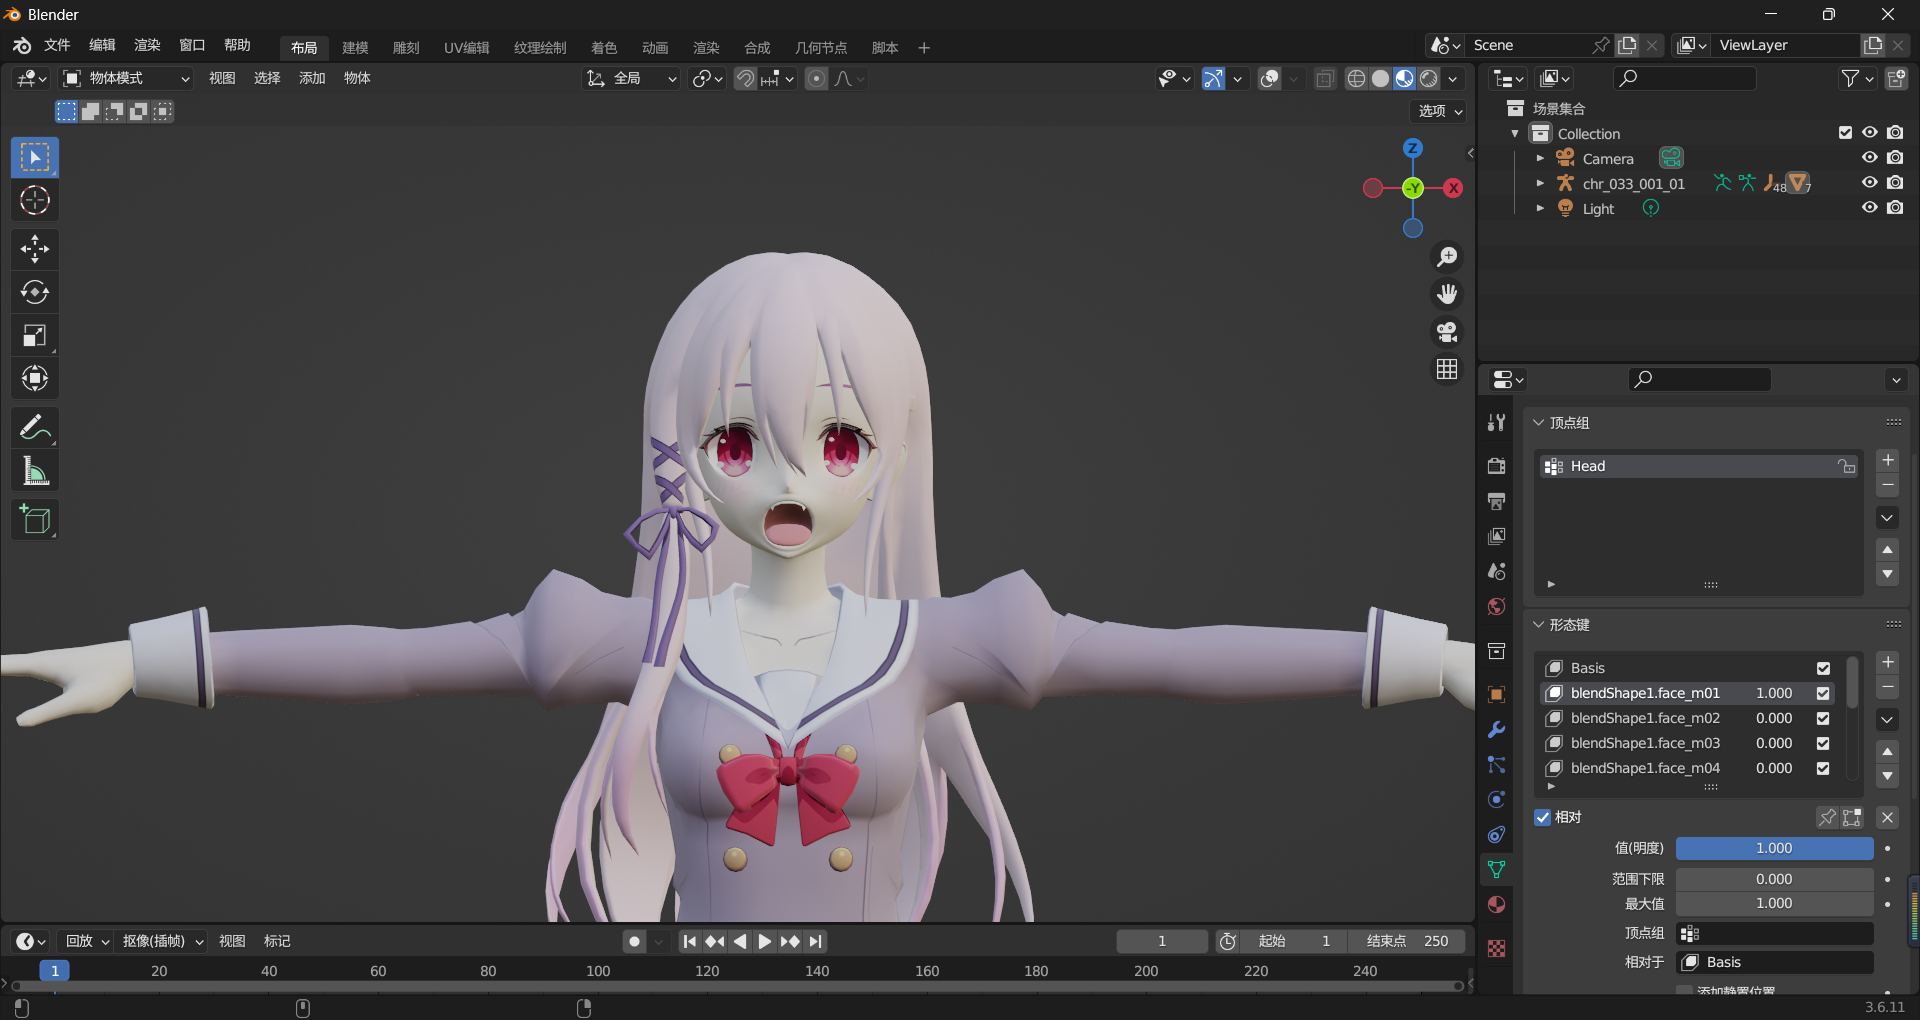 Blender
文件 编辑 渲染 窗口 帮助 布局 建模 雕刻 UV编辑 纹理绘制 着色 动画 渲染 合成 几何节点 脚本 + Scene ViewLayer
物体模式 视图 选择 添加 物体 全局
选项
Z
-Y X
场景集合
Collection
Camera
chr_033_001_01 48 7
Light
顶点组
Head
形态键
Basis
blendShape1.face_m01 1.000
blendShape1.face_m02 0.000
blendShape1.face_m03 0.000
blendShape1.face_m04 0.000
相对
值(明度) 1.000
范围下限 0.000
最大值 1.000
顶点组
相对于 Basis
添加静置位置
回放 抠像(插帧) 视图 标记 1 起始 1 结束点 250
1 20 40 60 80 100 120 140 160 180 200 220 240
3.6.11